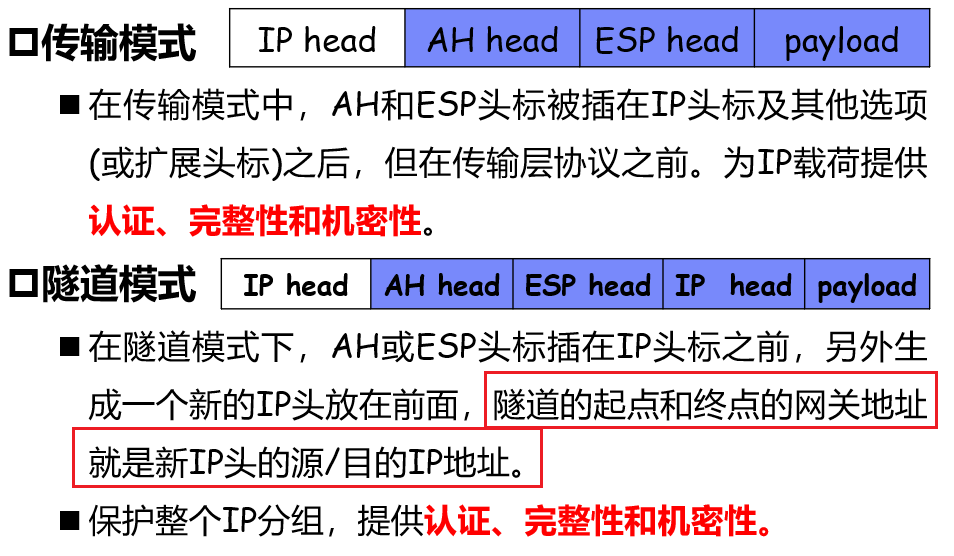 传输模式 IP head AH head ESP head payload
在传输模式中，AH和ESP头标被插在IP头标及其他选项
(或扩展头标)之后，但在传输层协议之前。为IP载荷提供
认证、完整性和机密性。
隧道模式 IP head AH head ESP head IP head payload
在隧道模式下，AH或ESP头标插在IP头标之前，另外生
成一个新的IP头放在前面，隧道的起点和终点的网关地址
就是新IP头的源/目的IP地址。
保护整个IP分组，提供认证、完整性和机密性。